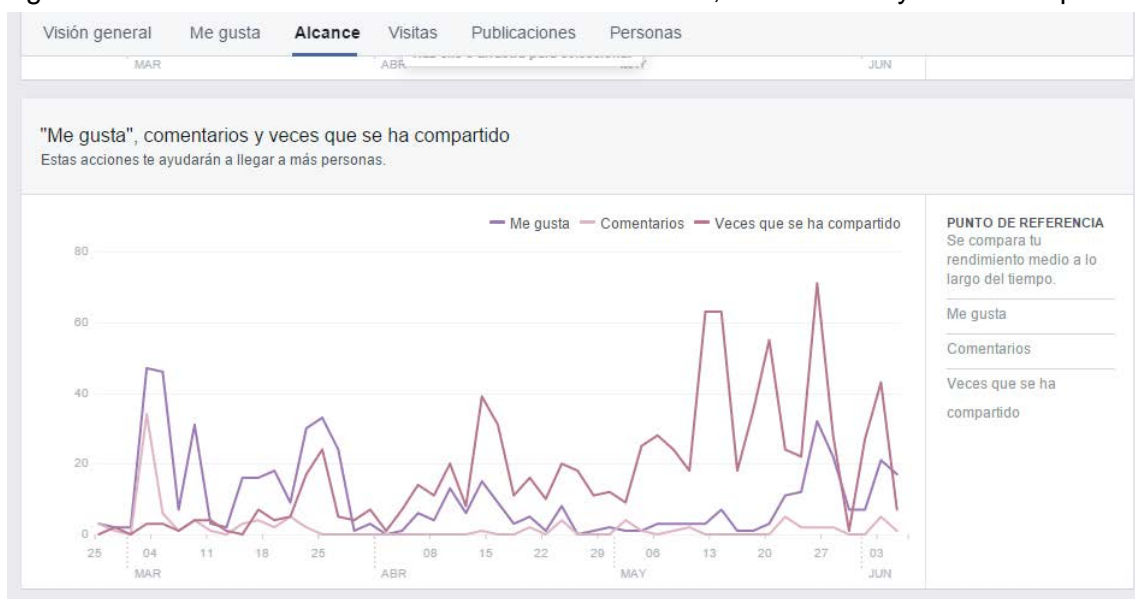 Visión general Me gusta Alcance Visitas Publicaciones Personas
MAR ABR JUN
"Me gusta", comentarios y veces que se ha compartido
Estas acciones te ayudarán a llegar a más personas.
Me gusta Comentarios Veces que se ha compartido
80
60
40
20
0
25 04 11 18 25 08 15 22 29 06 13 20 27 03
MAR ABR MAY JUN
PUNTO DE REFERENCIA
Se compara tu
rendimiento medio a lo
largo del tiempo.
Me gusta
Comentarios
Veces que se ha
compartido